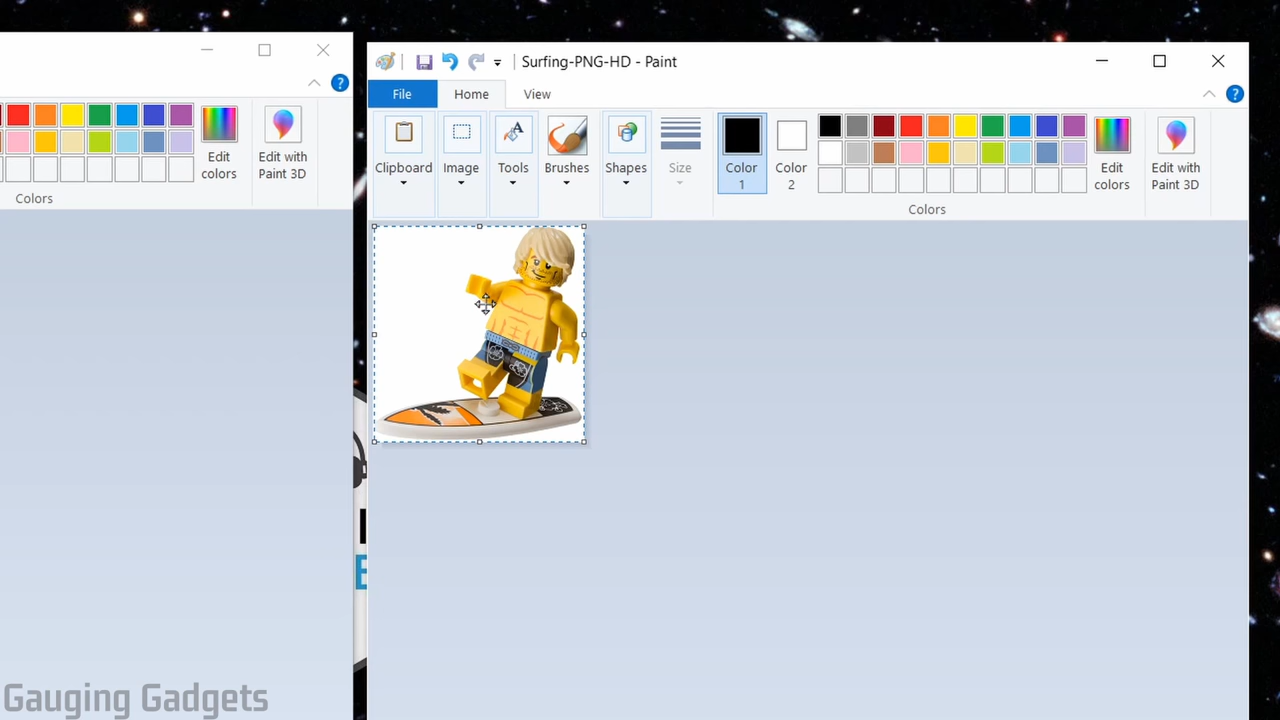 Surfing-PNG-HD - Paint
File
Home
View
Edit
colors
Edit with
Paint 3D
Colors
Clipboard
Image
Tools
Brushes
Shapes
Size
Color
1
Color
2
Edit
colors
Edit with
Paint 3D
Colors
Gauging Gadgets